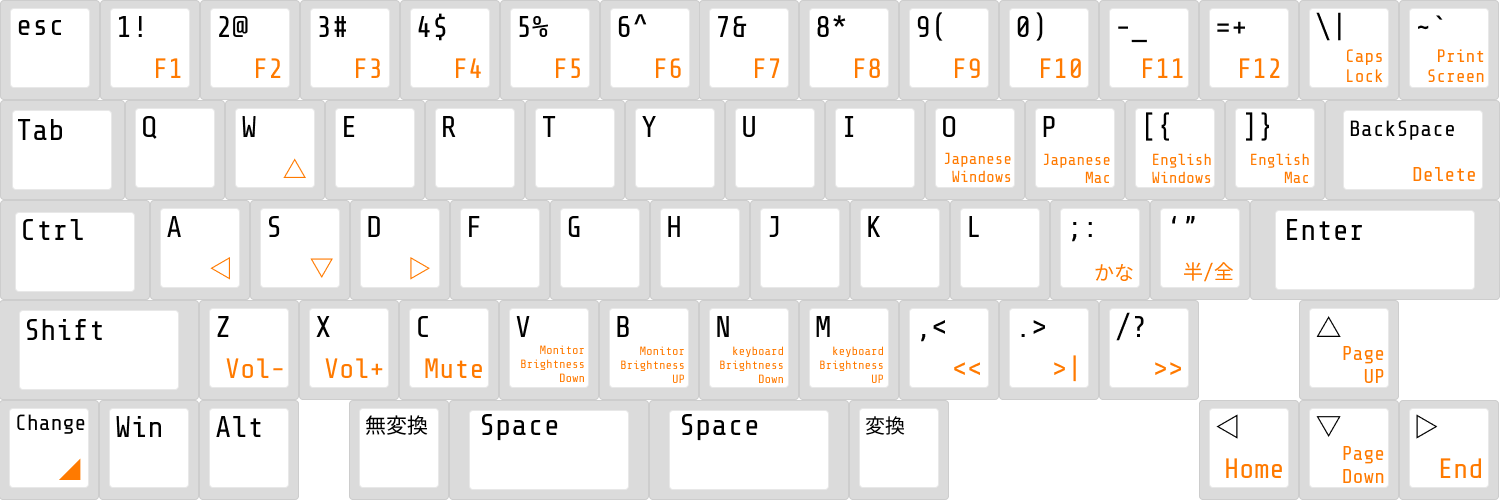 esc 1! 2@ 3# 4$ 5% 6^ 7& 8* 9( 0) -_ =+ \| ~`
F1 F2 F3 F4 F5 F6 F7 F8 F9 F10 F11 F12 Caps Lock Print Screen
Tab Q W E R T Y U I O P [{ ]} BackSpace
△ Japanese Windows Japanese Mac English Windows English Mac Delete
Ctrl A S D F G H J K L ;: ‘” Enter
◁ ▽ ▷ かな 半/全
Shift Z X C V B N M ,< .> /? △
Vol- Vol+ Mute Monitor Brightness Down Monitor Brightness UP keyboard Brightness Down keyboard Brightness UP << >| >> Page UP
Change Win Alt 無変換 Space Space 変換 ◁ ▽ ▷
◢ Home Page Down End